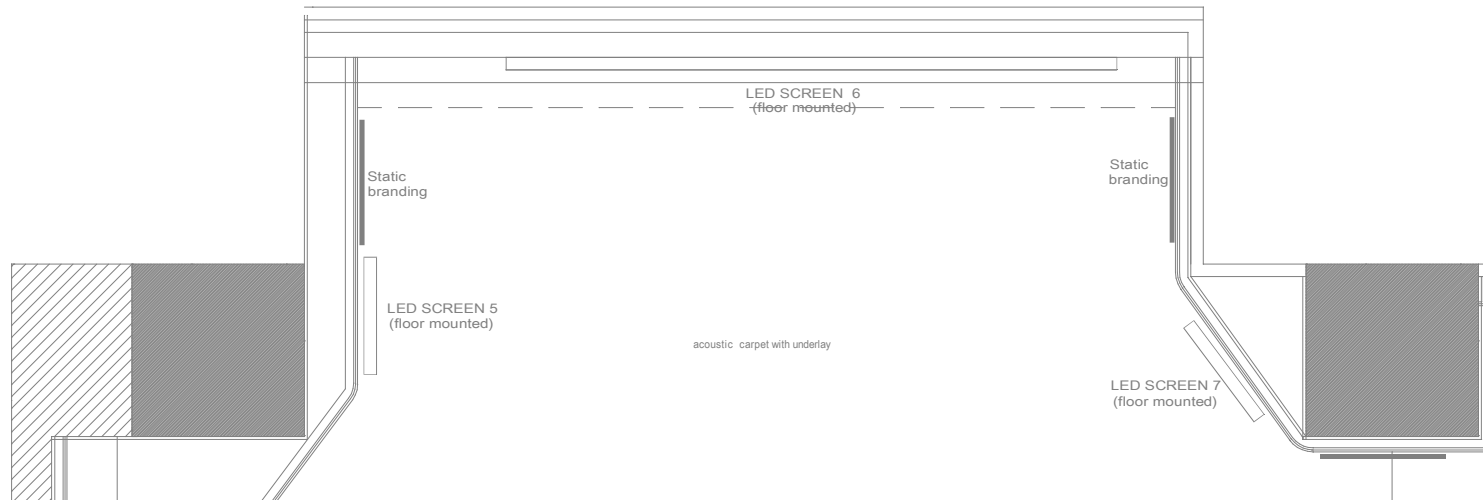 LED SCREEN 6
(floor mounted)
Static
branding
Static
branding
LED SCREEN 5
(floor mounted)
acoustic carpet with underlay
LED SCREEN 7
(floor mounted)